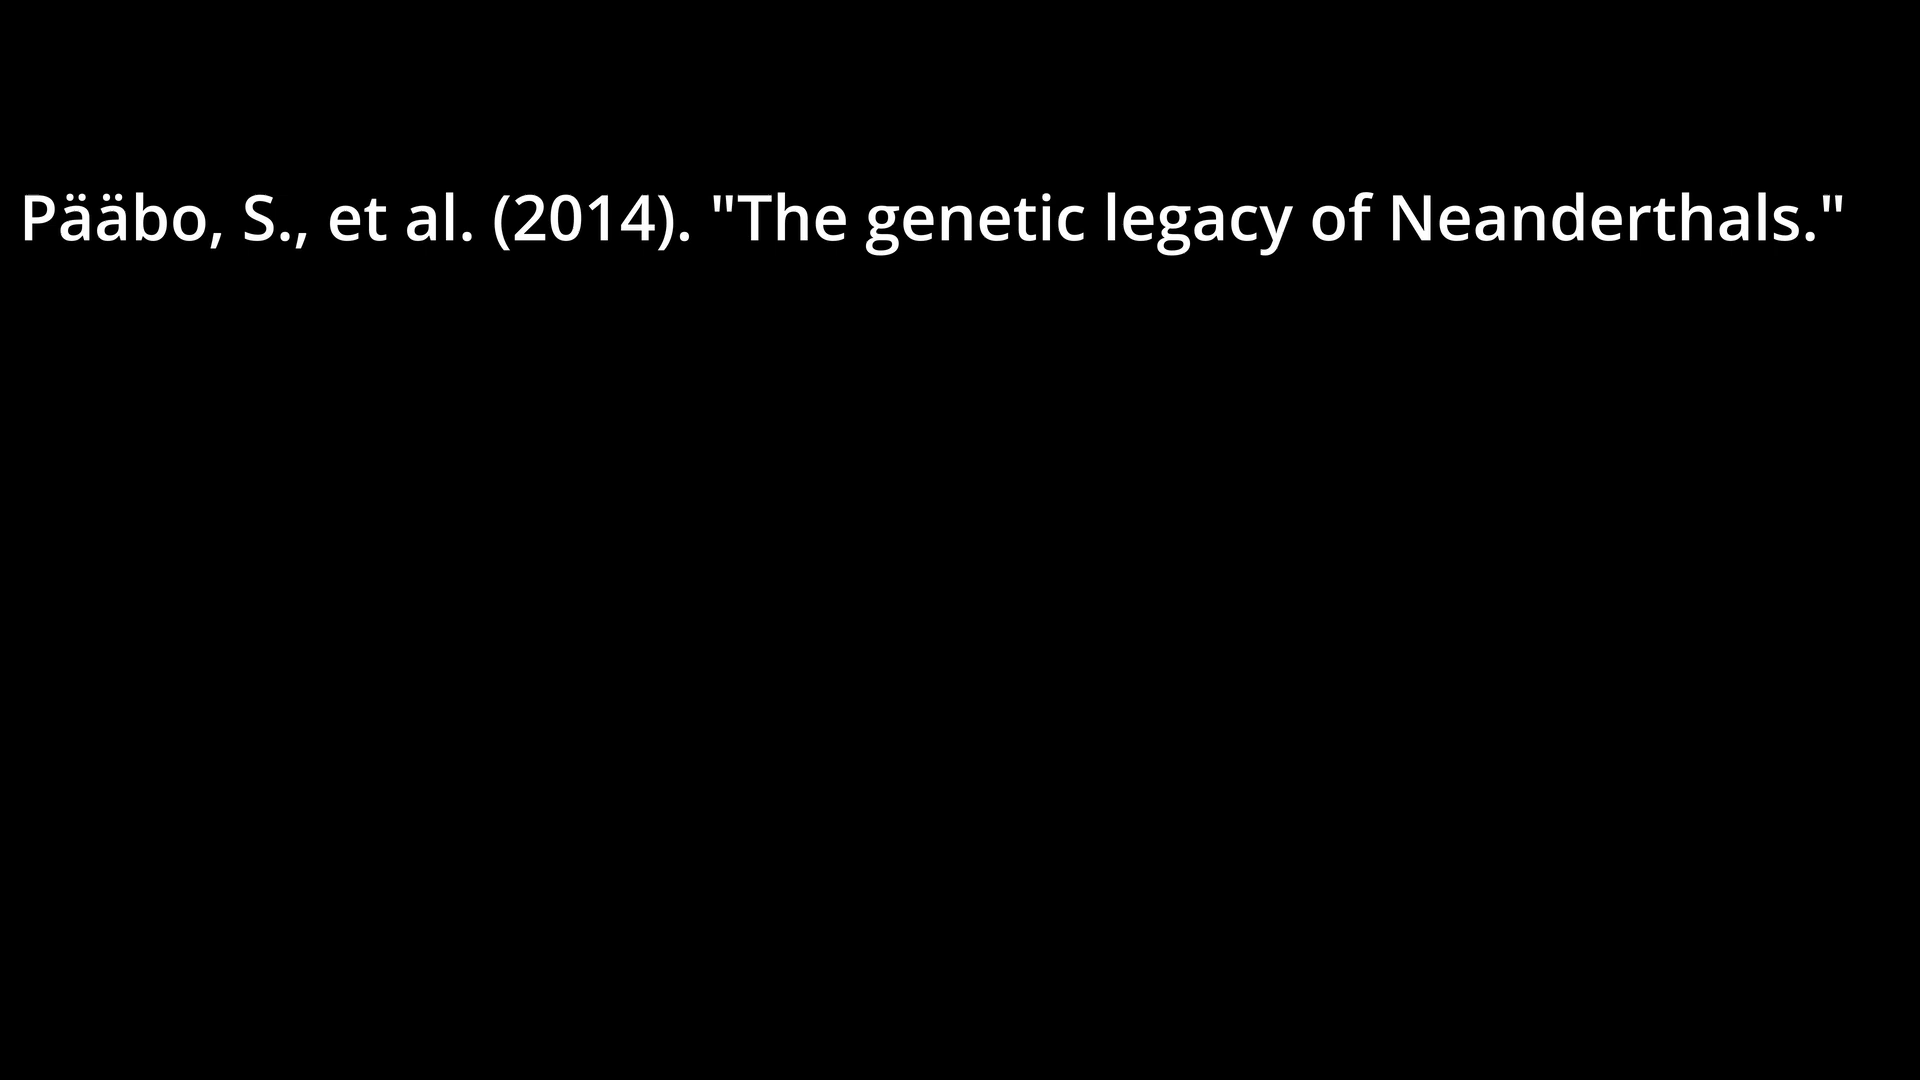 Pääbo, S., et al. (2014). "The genetic legacy of Neanderthals."